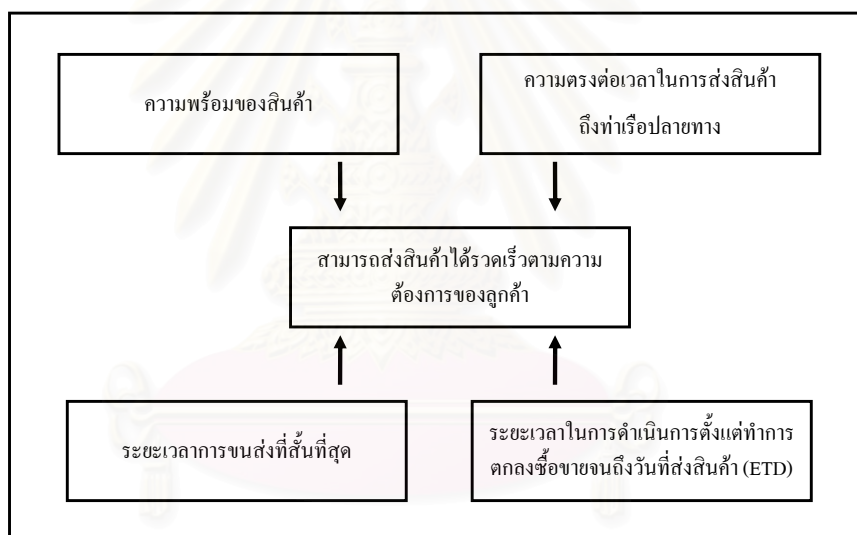 ความพร้อมของสินค้า
ความตรงต่อเวลาในการส่งสินค้า
ถึงท่าเรือปลายทาง
สามารถส่งสินค้าได้รวดเร็วตามความ
ต้องการของลูกค้า
ระยะเวลาการขนส่งที่สั้นที่สุด
ระยะเวลาในการดำเนินการตั้งแต่ทำการ
ตกลงซื้อขายจนถึงวันที่ส่งสินค้า (ETD)